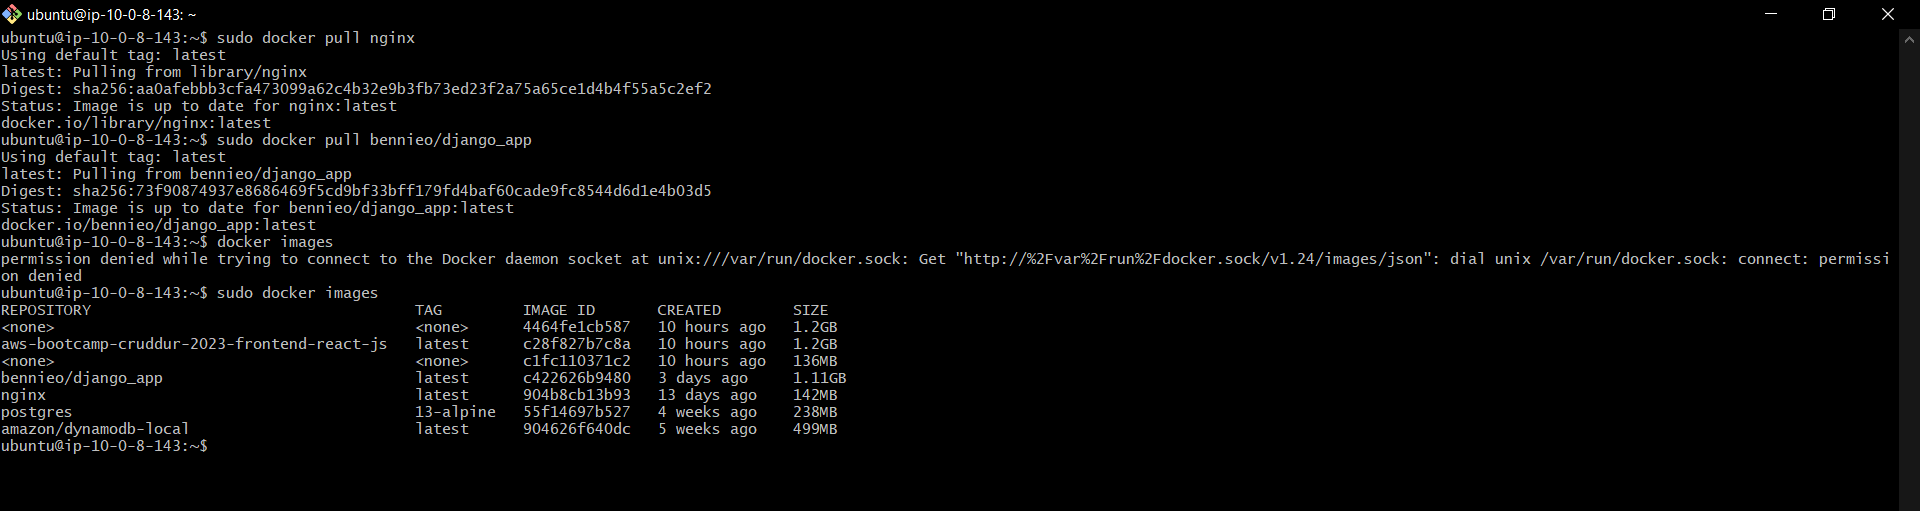 ubuntu@ip-10-0-8-143: ~
ubuntu@ip-10-0-8-143:~$ sudo docker pull nginx
Using default tag: latest
latest: Pulling from library/nginx
Digest: sha256:aa0afebbb3cfa473099a62c4b32e9b3fb73ed23f2a75a65ce1d4b4f55a5c2ef2
Status: Image is up to date for nginx:latest
docker.io/library/nginx:latest
ubuntu@ip-10-0-8-143:~$ sudo docker pull bennieo/django_app
Using default tag: latest
latest: Pulling from bennieo/django_app
Digest: sha256:73f90874937e8686469f5cd9bf33bff179fd4baf60cade9fc8544d6d1e4b03d5
Status: Image is up to date for bennieo/django_app:latest
docker.io/bennieo/django_app:latest
ubuntu@ip-10-0-8-143:~$ docker images
permission denied while trying to connect to the Docker daemon socket at unix:///var/run/docker.sock: Get "http://%2Fvar%2Frun%2Fdocker.sock/v1.24/images/json": dial unix /var/run/docker.sock: connect: permissi
on denied
ubuntu@ip-10-0-8-143:~$ sudo docker images
REPOSITORY                                    TAG         IMAGE ID       CREATED        SIZE
<none>                                        <none>      4464fe1cb587   10 hours ago   1.2GB
aws-bootcamp-cruddur-2023-frontend-react-js   latest      c28f827b7c8a   10 hours ago   1.2GB
<none>                                        <none>      c1fc110371c2   10 hours ago   136MB
bennieo/django_app                            latest      c422626b9480   3 days ago     1.11GB
nginx                                         latest      904b8cb13b93   13 days ago    142MB
postgres                                      13-alpine   55f14697b527   4 weeks ago    238MB
amazon/dynamodb-local                         latest      904626f640dc   5 weeks ago    499MB
ubuntu@ip-10-0-8-143:~$